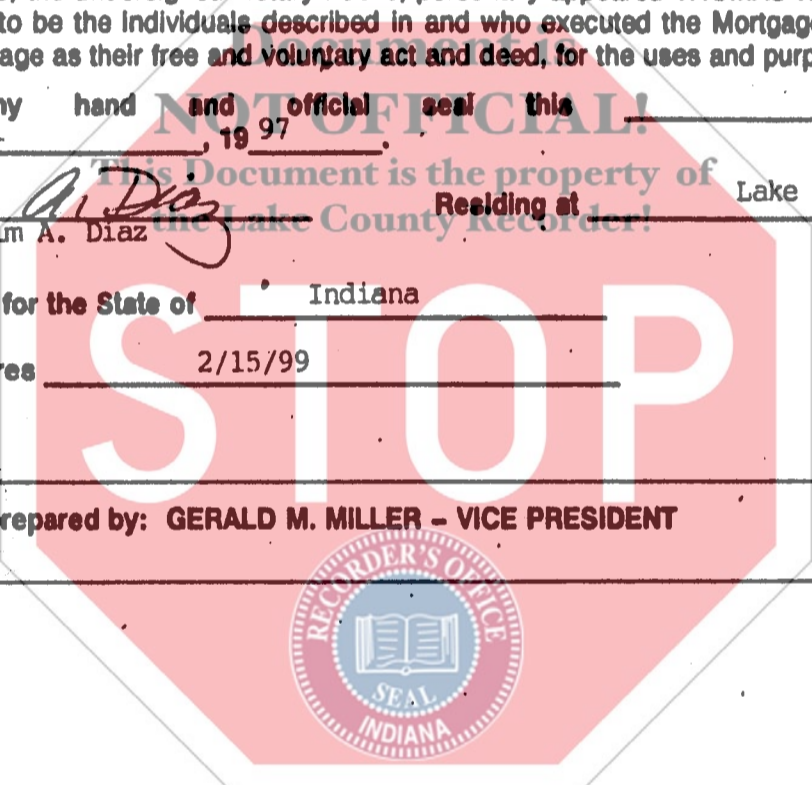 to be the individuals described in and who executed the Mortgag
age as their free and voluntary act and deed, for the uses and purp
Document is
ny hand and official seal this
NOT OFFICIAL!
, 19 97 .
This Document is the property of
the Lake County Recorder!
A. Diaz
Residing at Lake
m A. Diaz
for the State of Indiana
res 2/15/99
STOP
repared by: GERALD M. MILLER – VICE PRESIDENT
RECORDER'S OFFICE
SEAL
INDIANA